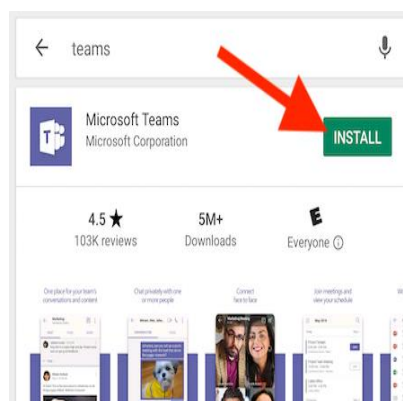 teams
Microsoft Teams
Microsoft Corporation
INSTALL
4.5 ★
103K reviews
5M+
Downloads
E
Everyone ⓘ
One place for your team's
conversations and content
Chat privately with one
or more people
Connect
face to face
Join meetings and
view your schedule